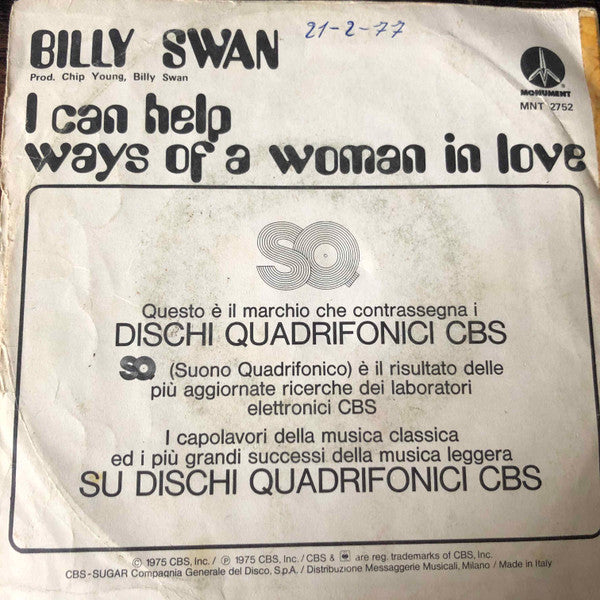 BILLY SWAN
21-2-77
Prod. Chip Young, Billy Swan
MONUMENT
MNT 2752
I can help
ways of a woman in love
SQ
Questo è il marchio che contrassegna i
DISCHI QUADRIFONICI CBS
SQ (Suono Quadrifonico) è il risultato delle
più aggiornate ricerche dei laboratori
elettronici CBS
I capolavori della musica classica
ed i più grandi successi della musica leggera
SU DISCHI QUADRIFONICI CBS
© 1975 CBS, Inc. / ℗ 1975 CBS, Inc. / CBS & are reg. trademarks of CBS, Inc.
CBS-SUGAR Compagnia Generale del Disco, S.p.A. / Distribuzione Messaggerie Musicali, Milano / Made in Italy